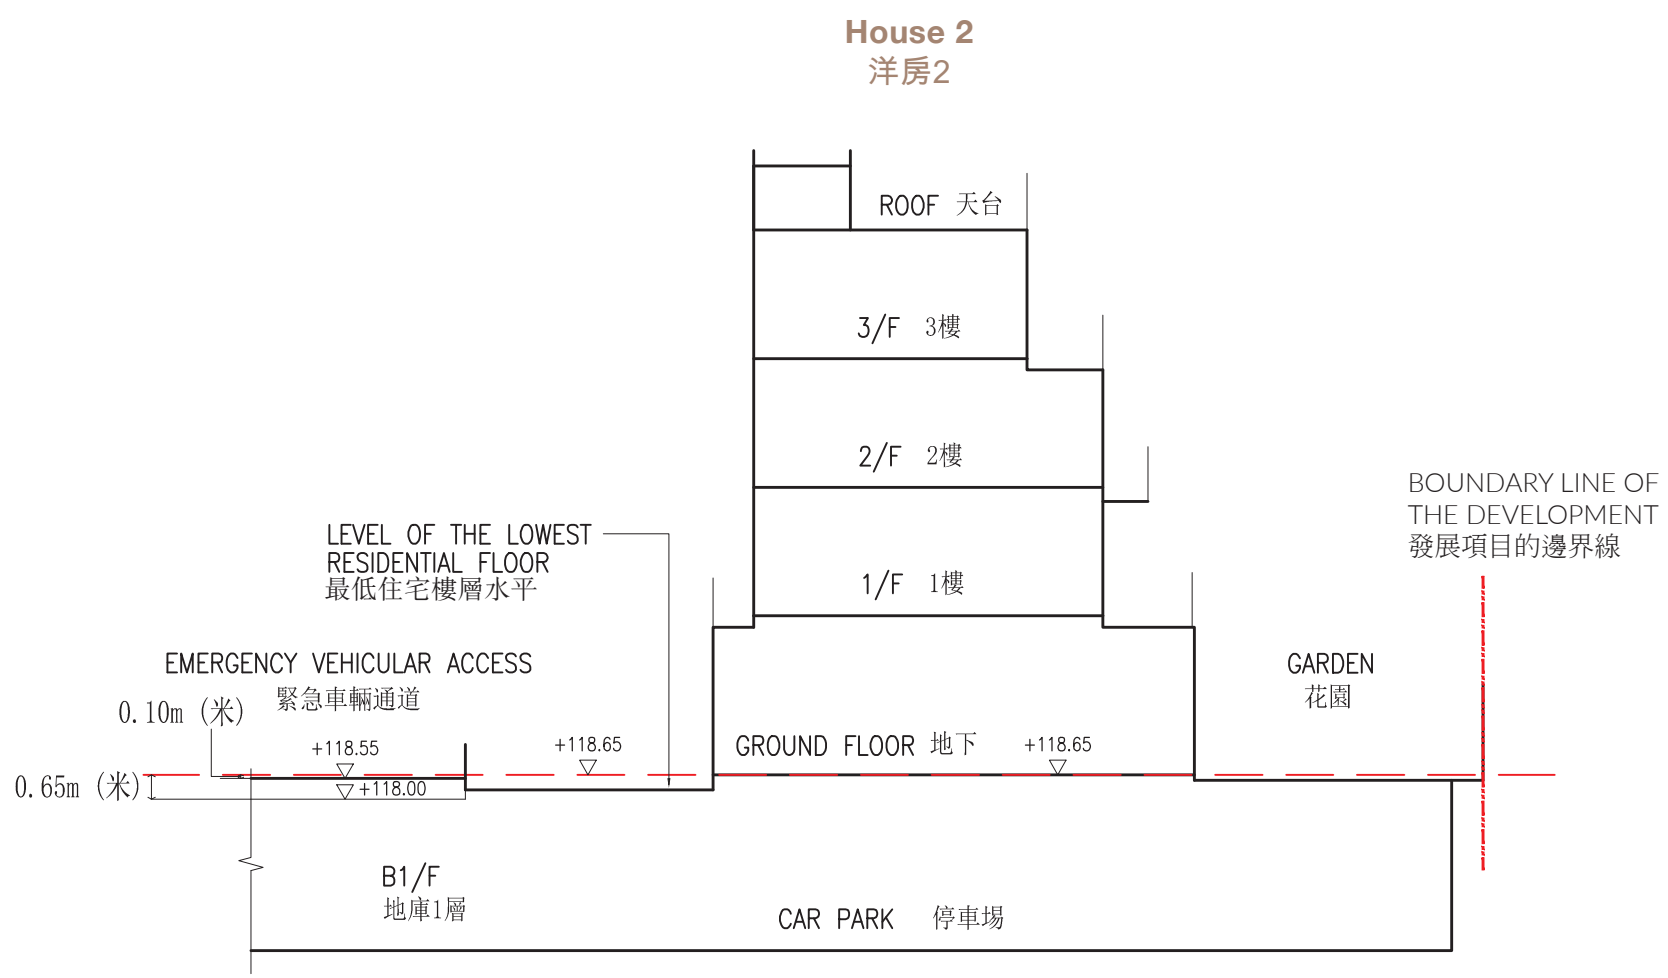 House 2
洋房2
ROOF 天台
3/F 3樓
2/F 2樓
1/F 1樓
LEVEL OF THE LOWEST
RESIDENTIAL FLOOR
最低住宅樓層水平
BOUNDARY LINE OF
THE DEVELOPMENT
發展項目的邊界線
EMERGENCY VEHICULAR ACCESS
緊急車輛通道
GARDEN
花園
0.10m (米)
+118.55
+118.65
GROUND FLOOR 地下
+118.65
0.65m (米)
+118.00
B1/F
地庫1層
CAR PARK 停車場